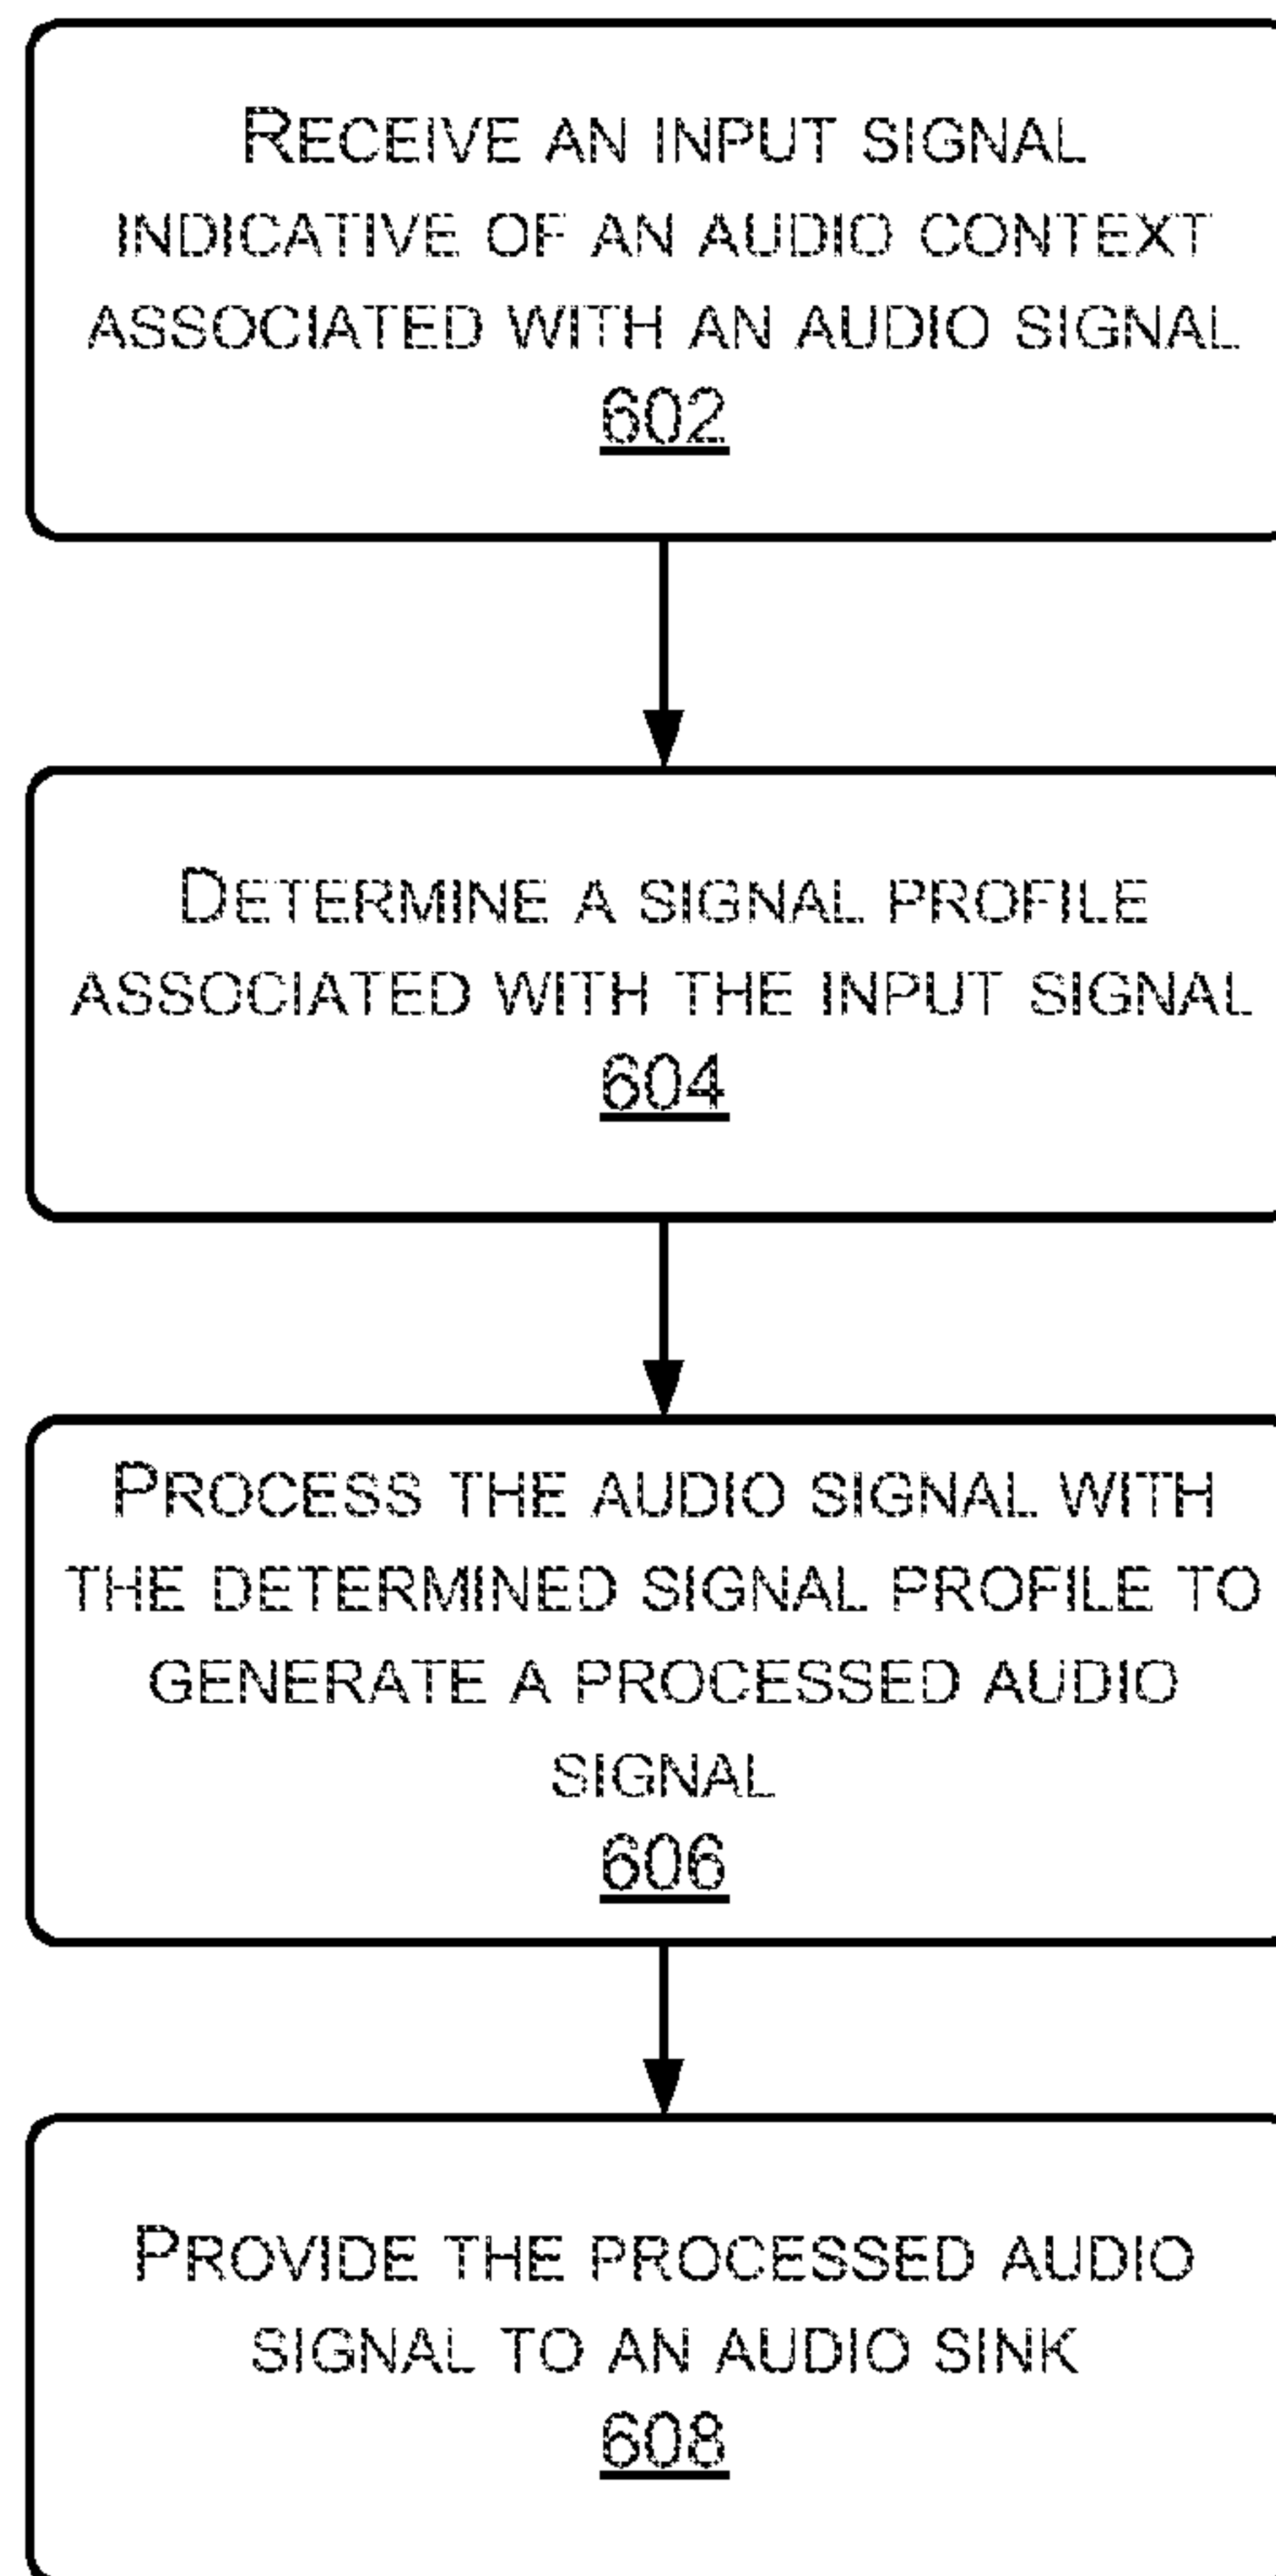 RECEIVE AN INPUT SIGNAL
INDICATIVE OF AN AUDIO CONTEXT
ASSOCIATED WITH AN AUDIO SIGNAL
602
DETERMINE A SIGNAL PROFILE
ASSOCIATED WITH THE INPUT SIGNAL
604
PROCESS THE AUDIO SIGNAL WITH
THE DETERMINED SIGNAL PROFILE TO
GENERATE A PROCESSED AUDIO
SIGNAL
606
PROVIDE THE PROCESSED AUDIO
SIGNAL TO AN AUDIO SINK
608